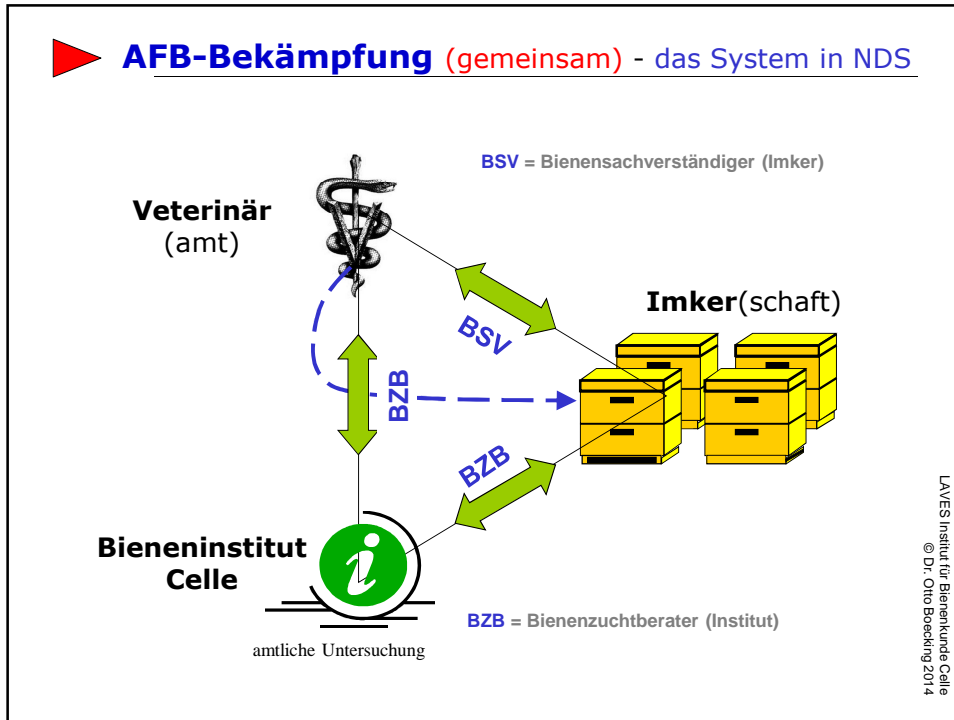 AFB-Bekämpfung (gemeinsam) - das System in NDS
BSV = Bienensachverständiger (Imker)
Veterinär
(amt)
Imker(schaft)
BSV
BZB
BZB
Bieneninstitut
Celle
i
amtliche Untersuchung
BZB = Bienenzuchtberater (Institut)
LAVES Institut für Bienenkunde Celle
© Dr. Otto Boecking 2014